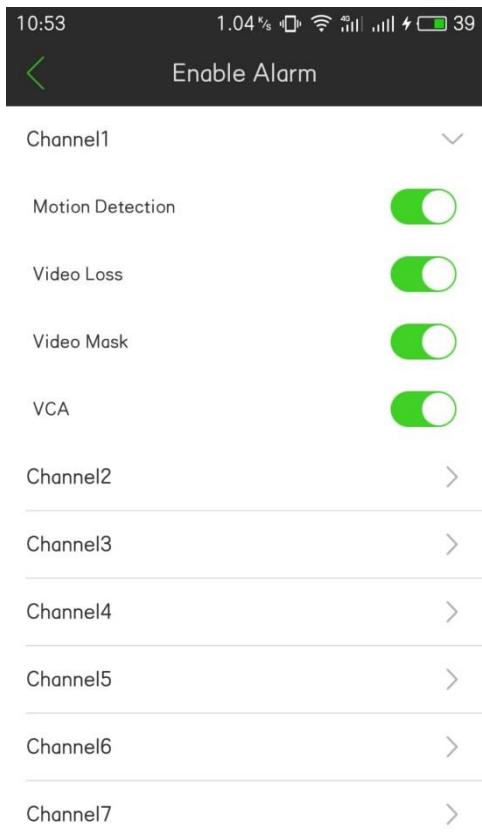 10:53 1.04 K/s 4G 39
Enable Alarm
Channel1
Motion Detection
Video Loss
Video Mask
VCA
Channel2
Channel3
Channel4
Channel5
Channel6
Channel7